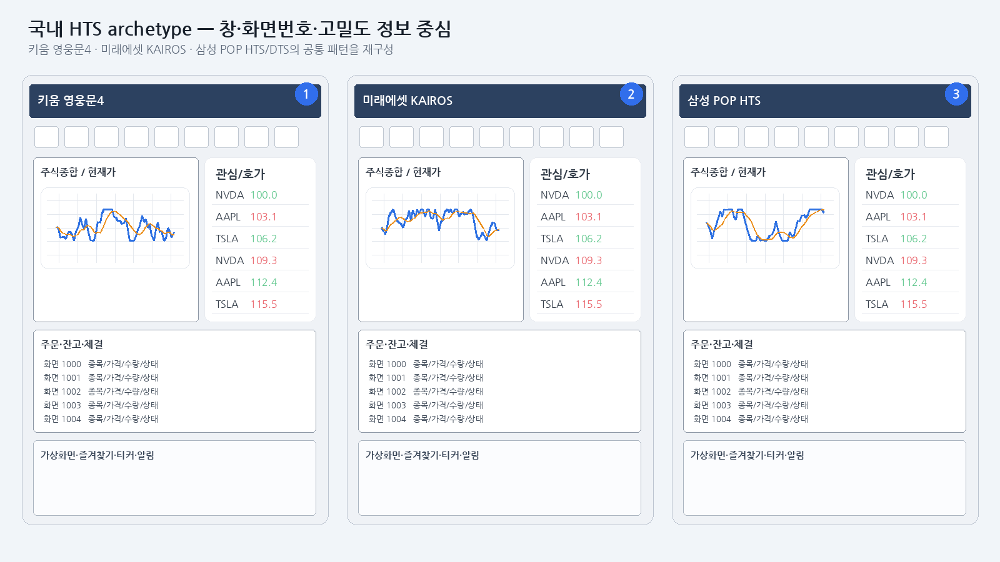 국내 HTS archetype — 창·화면번호·고밀도 정보 중심
키움 영웅문4 · 미래에셋 KAIROS · 삼성 POP HTS/DTS의 공통 패턴을 재구성
키움 영웅문4
1
주식종합 / 현재가
관심/호가
NVDA 100.0
AAPL 103.1
TSLA 106.2
NVDA 109.3
AAPL 112.4
TSLA 115.5
주문·잔고·체결
화면 1000 종목/가격/수량/상태
화면 1001 종목/가격/수량/상태
화면 1002 종목/가격/수량/상태
화면 1003 종목/가격/수량/상태
화면 1004 종목/가격/수량/상태
가상화면·즐겨찾기·티커·알림
미래에셋 KAIROS
2
주식종합 / 현재가
관심/호가
NVDA 100.0
AAPL 103.1
TSLA 106.2
NVDA 109.3
AAPL 112.4
TSLA 115.5
주문·잔고·체결
화면 1000 종목/가격/수량/상태
화면 1001 종목/가격/수량/상태
화면 1002 종목/가격/수량/상태
화면 1003 종목/가격/수량/상태
화면 1004 종목/가격/수량/상태
가상화면·즐겨찾기·티커·알림
삼성 POP HTS
3
주식종합 / 현재가
관심/호가
NVDA 100.0
AAPL 103.1
TSLA 106.2
NVDA 109.3
AAPL 112.4
TSLA 115.5
주문·잔고·체결
화면 1000 종목/가격/수량/상태
화면 1001 종목/가격/수량/상태
화면 1002 종목/가격/수량/상태
화면 1003 종목/가격/수량/상태
화면 1004 종목/가격/수량/상태
가상화면·즐겨찾기·티커·알림